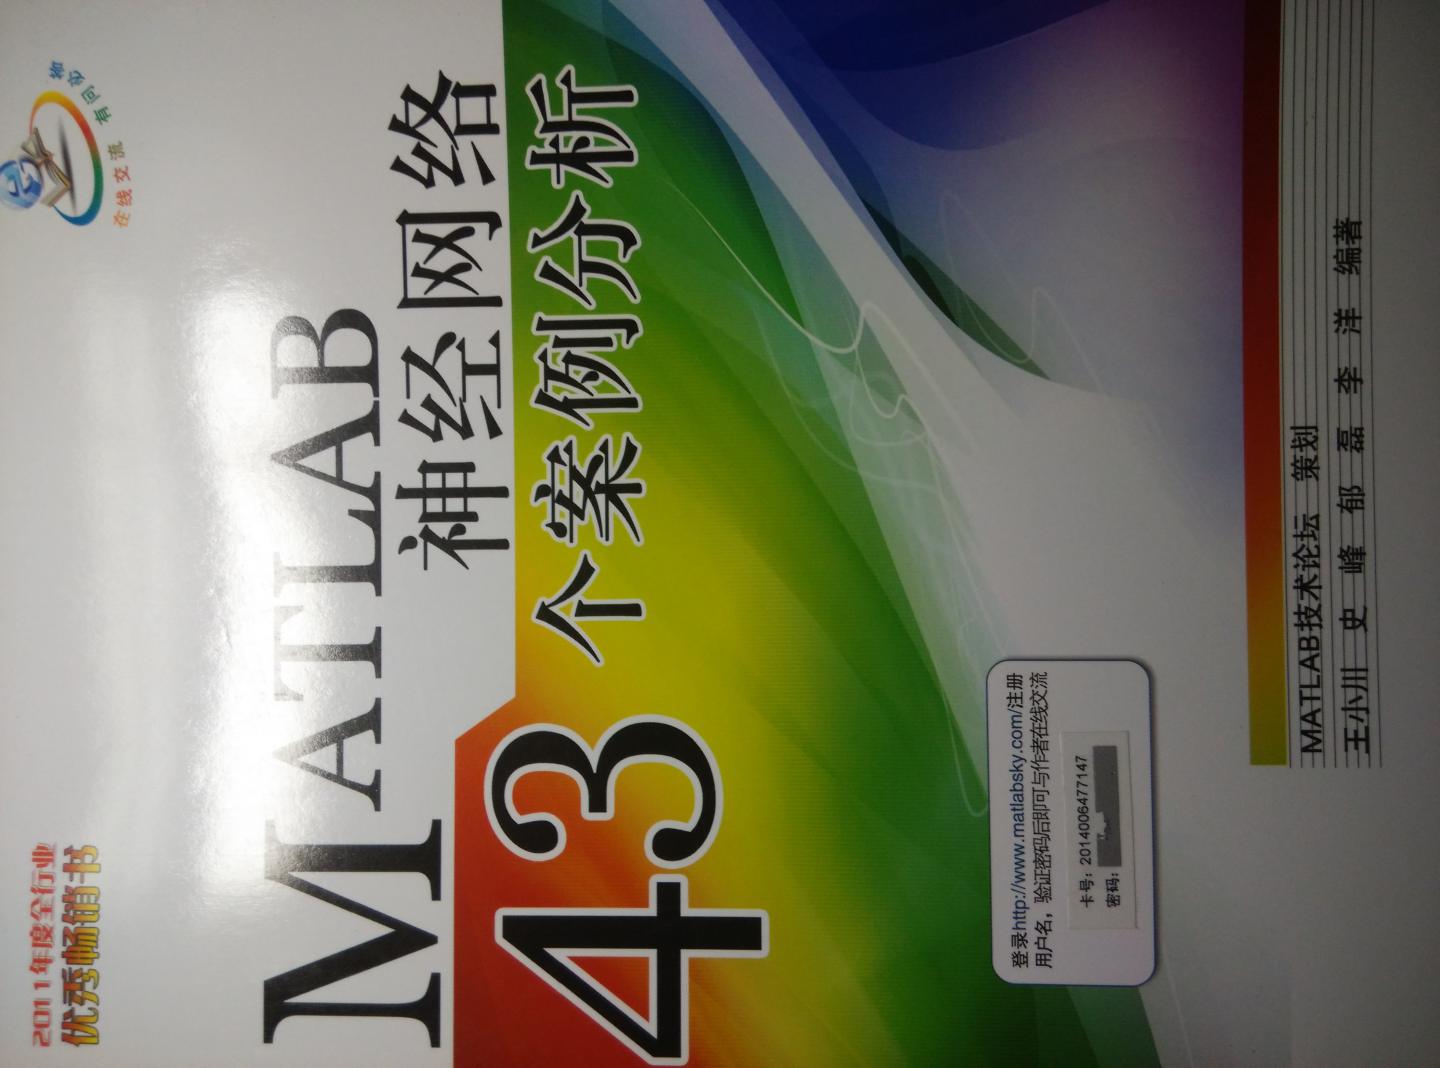 2011年度全行业
优秀畅销书
在线交流 有问必答
MATLAB
神经网络
43个案例分析
登录http://www.matlabsky.com/注册
用户名，验证密码后即可与作者在线交流
卡号：2014006477147
密码：
MATLAB技术论坛 策划
王小川 史 峰 郁 磊 李 洋 编著